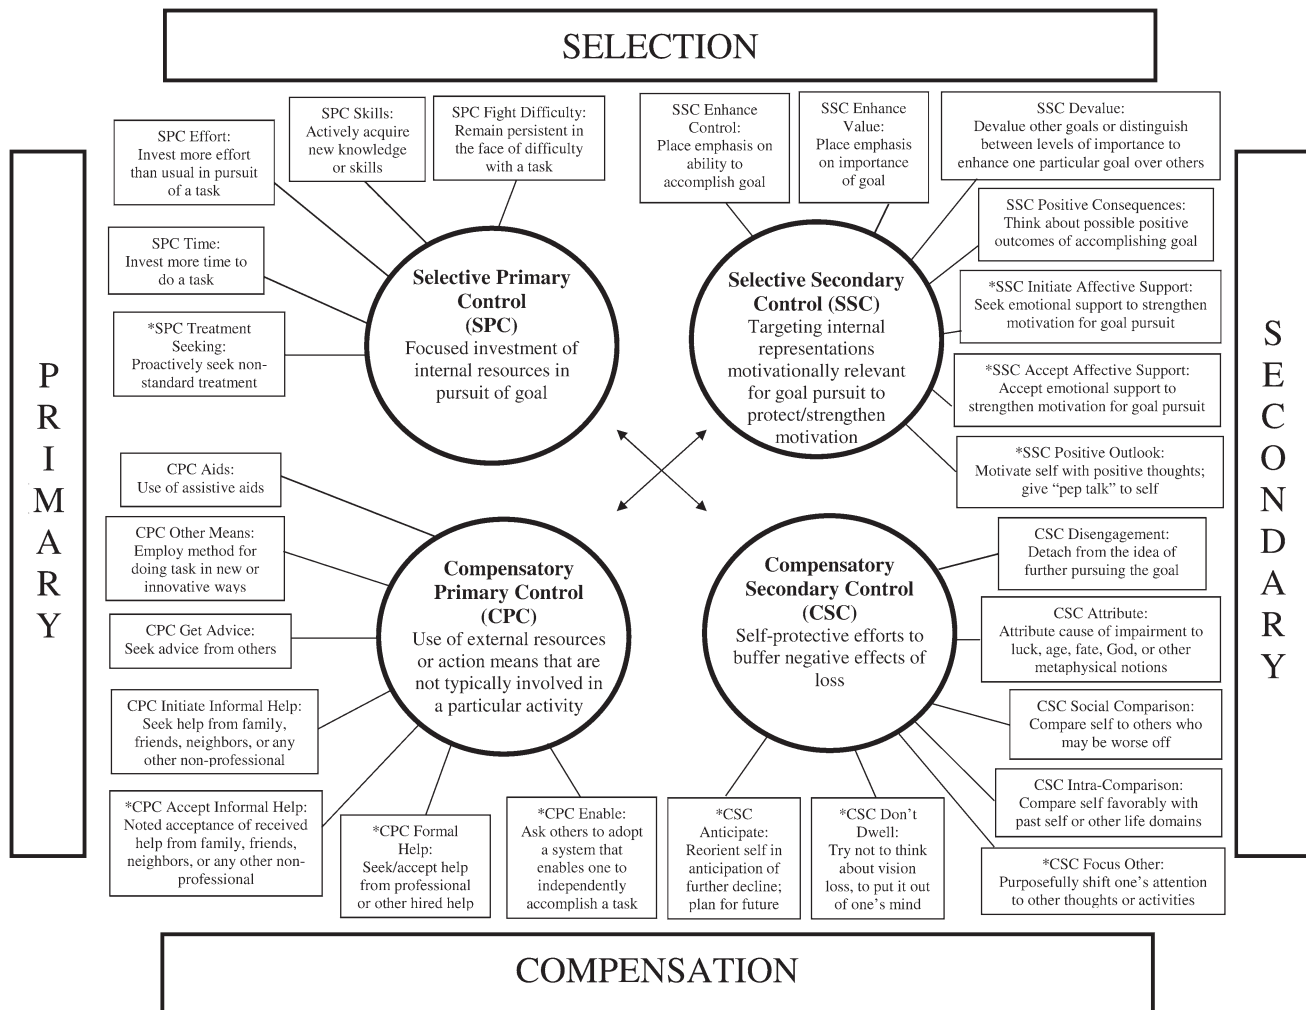 SELECTION
SPC Effort:
Invest more effort
than usual in pursuit
of a task
SPC Skills:
Actively acquire
new knowledge
or skills
SPC Fight Difficulty:
Remain persistent in
the face of difficulty
with a task
SSC Enhance
Control:
Place emphasis on
ability to
accomplish goal
SSC Enhance
Value:
Place emphasis
on importance
of goal
SSC Devalue:
Devalue other goals or distinguish
between levels of importance to
enhance one particular goal over others
PRIMARY
SPC Time:
Invest more time to
do a task
*SPC Treatment
Seeking:
Proactively seek non-
standard treatment
Selective Primary
Control
(SPC)
Focused investment of
internal resources in
pursuit of goal
Selective Secondary
Control (SSC)
Targeting internal
representations
motivationally relevant
for goal pursuit to
protect/strengthen
motivation
SSC Positive Consequences:
Think about possible positive
outcomes of accomplishing goal
*SSC Initiate Affective Support:
Seek emotional support to strengthen
motivation for goal pursuit
*SSC Accept Affective Support:
Accept emotional support to
strengthen motivation for goal pursuit
*SSC Positive Outlook:
Motivate self with positive thoughts;
give “pep talk” to self
SECONDARY
CPC Aids:
Use of assistive aids
CPC Other Means:
Employ method for
doing task in new or
innovative ways
CPC Get Advice:
Seek advice from others
CPC Initiate Informal Help:
Seek help from family,
friends, neighbors, or any
other non-professional
*CPC Accept Informal Help:
Noted acceptance of received
help from family, friends,
neighbors, or any other non-
professional
Compensatory
Primary Control
(CPC)
Use of external resources
or action means that are
not typically involved in
a particular activity
Compensatory
Secondary Control
(CSC)
Self-protective efforts to
buffer negative effects of
loss
CSC Disengagement:
Detach from the idea of
further pursuing the goal
CSC Attribute:
Attribute cause of impairment to
luck, age, fate, God, or other
metaphysical notions
CSC Social Comparison:
Compare self to others who
may be worse off
CSC Intra-Comparison:
Compare self favorably with
past self or other life domains
*CSC Focus Other:
Purposefully shift one’s attention
to other thoughts or activities
*CPC Formal
Help:
Seek/accept help
from professional
or other hired help
*CPC Enable:
Ask others to adopt
a system that
enables one to
independently
accomplish a task
*CSC
Anticipate:
Reorient self in
anticipation of
further decline;
plan for future
*CSC Don’t
Dwell:
Try not to think
about vision
loss, to put it out
of one’s mind
COMPENSATION